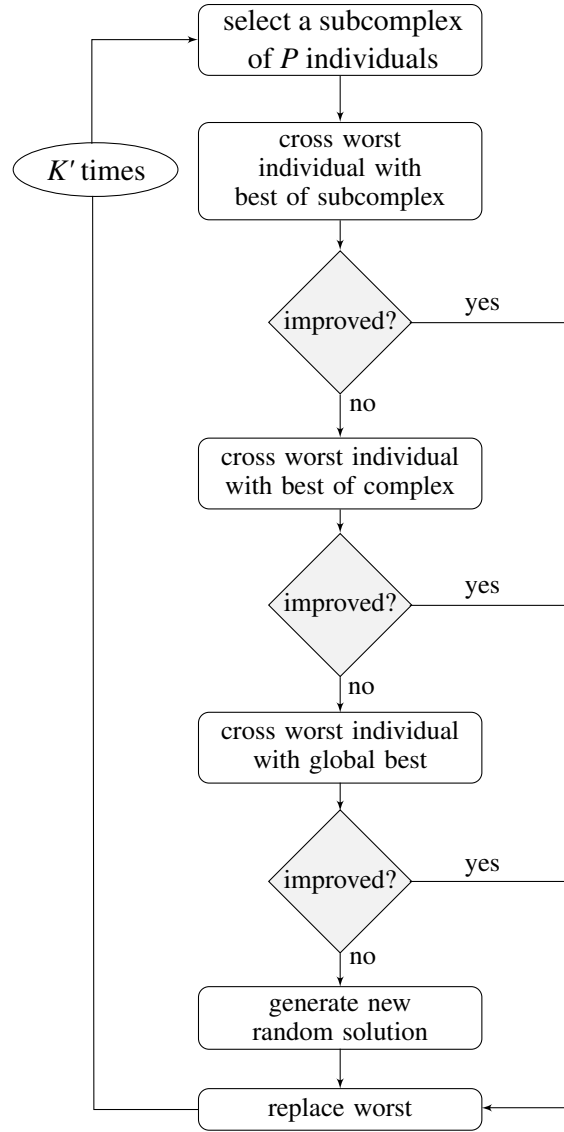 select a subcomplex
of P individuals
K' times
cross worst
individual with
best of subcomplex
improved?
yes
no
cross worst individual
with best of complex
improved?
yes
no
cross worst individual
with global best
improved?
yes
no
generate new
random solution
replace worst